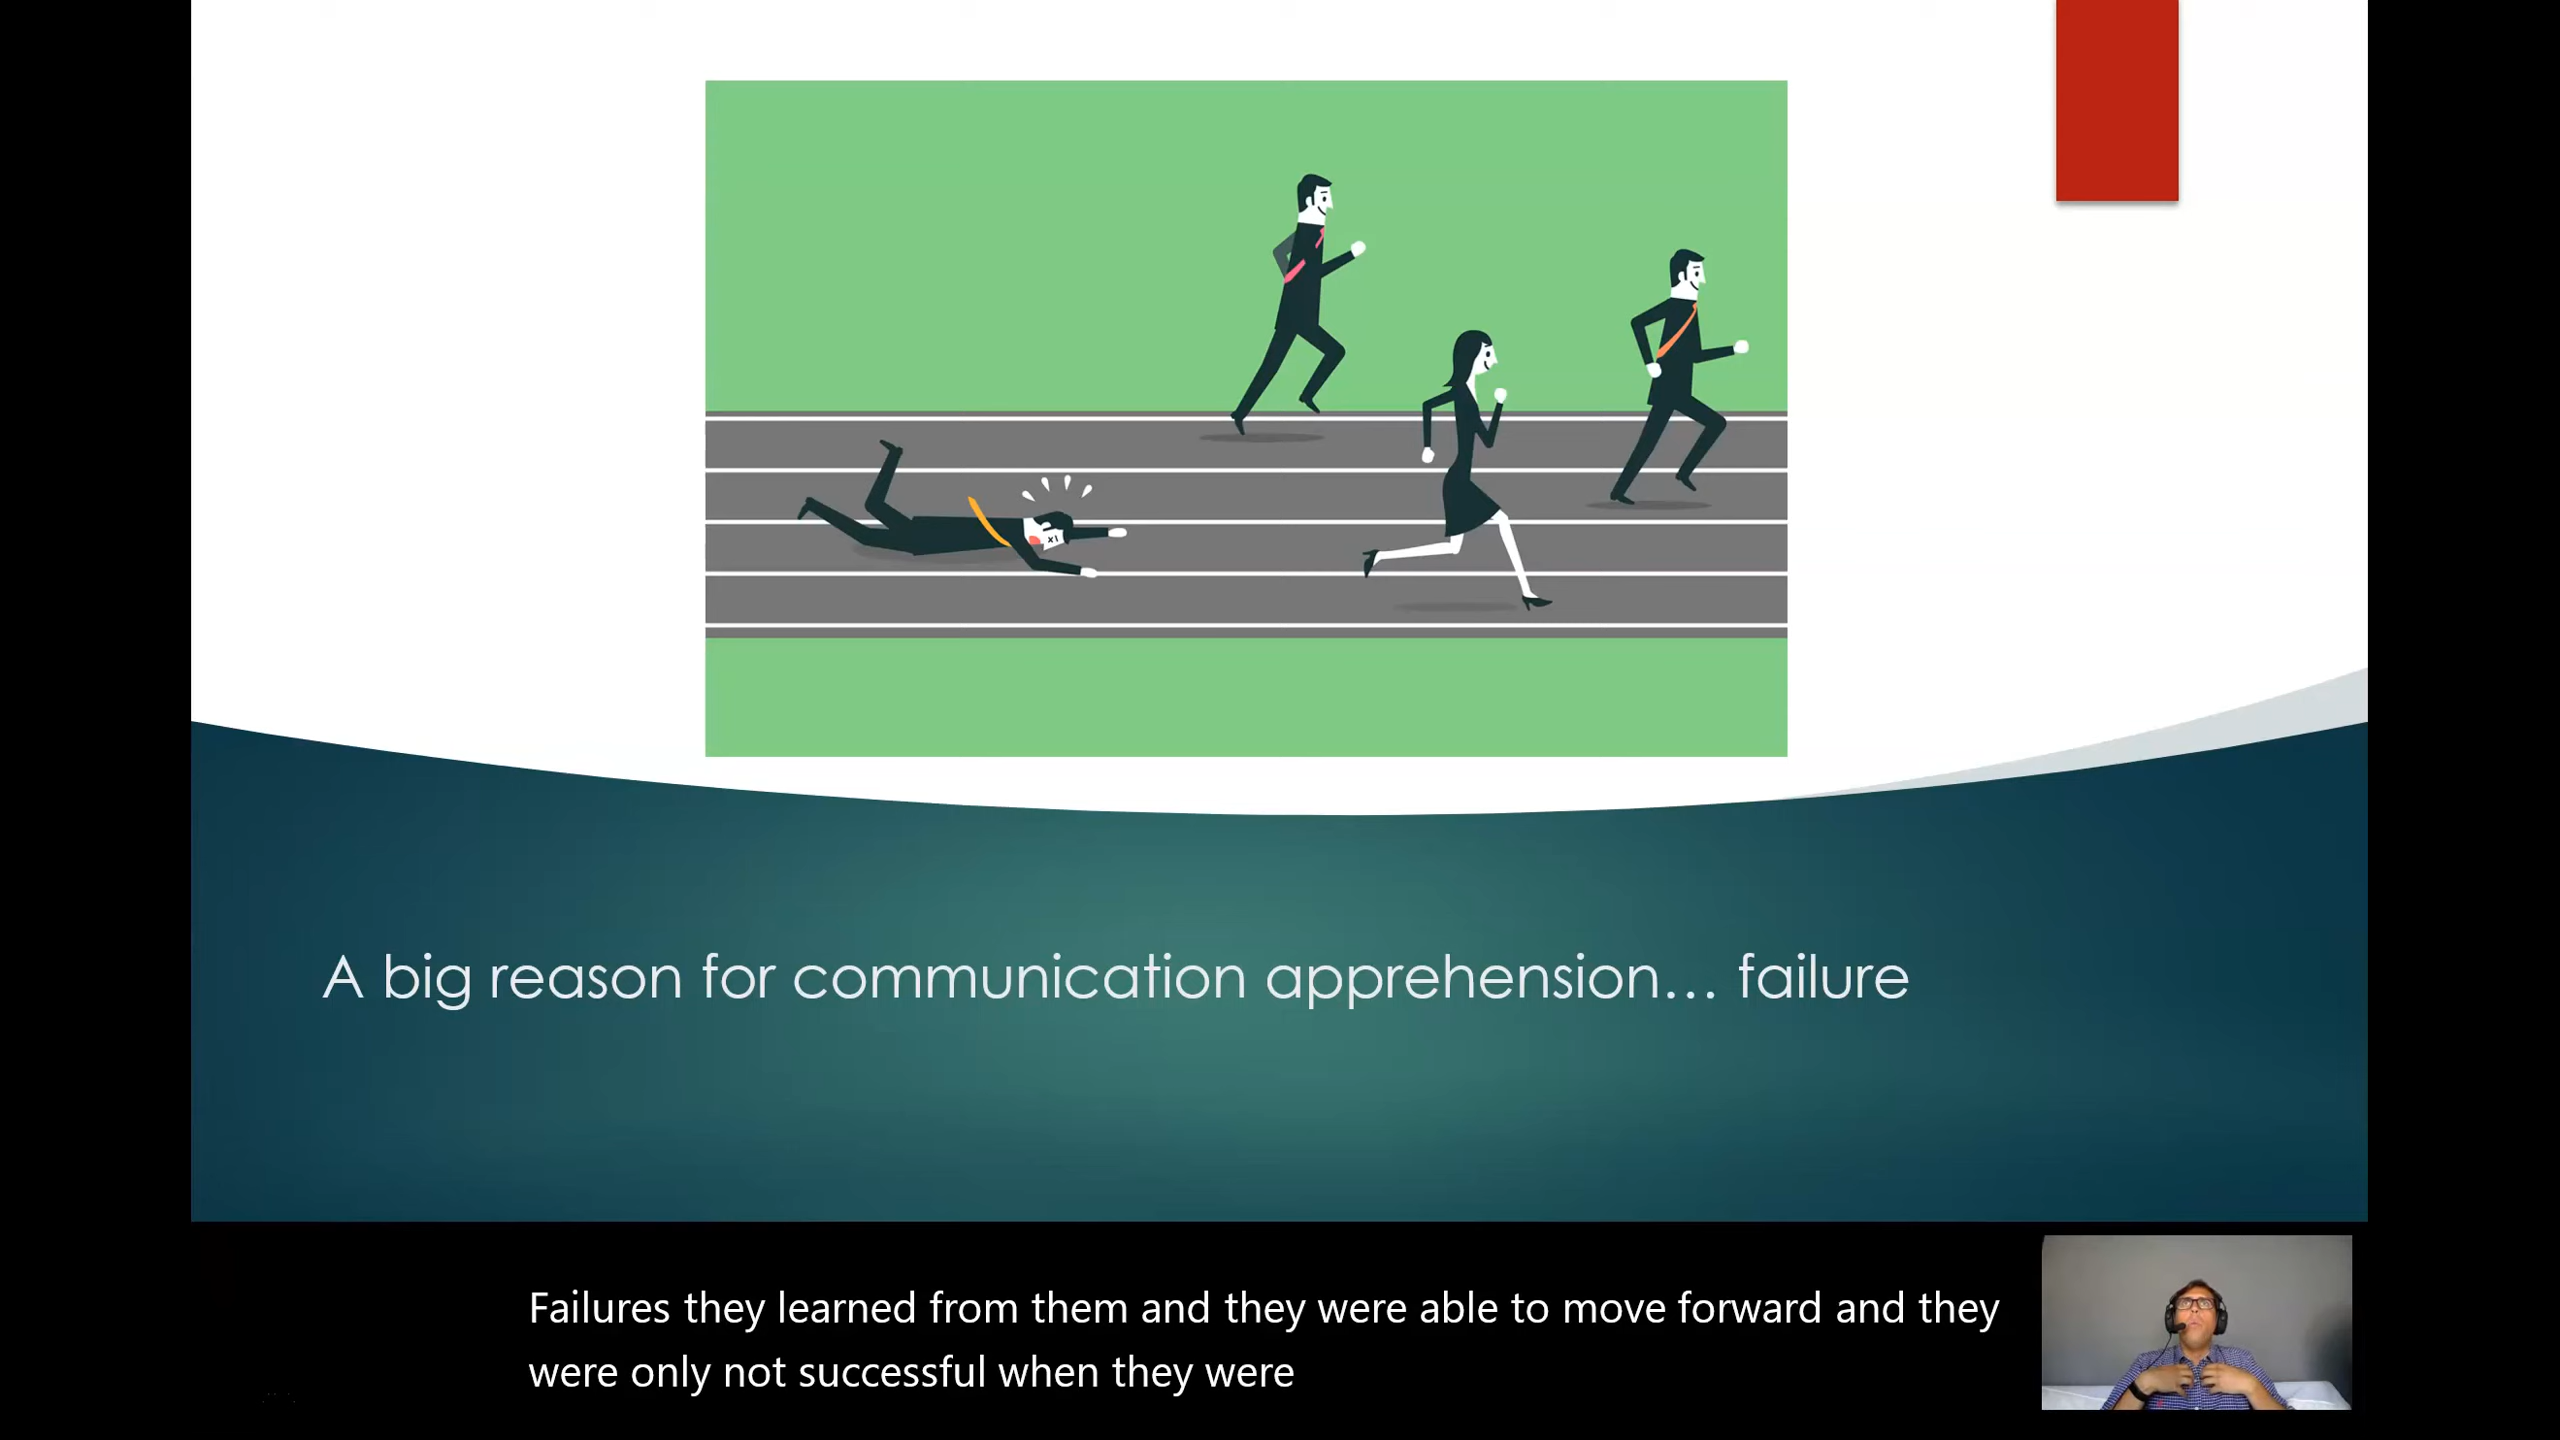 A big reason for communication apprehension… failure
Failures they learned from them and they were able to move forward and they
were only not successful when they were